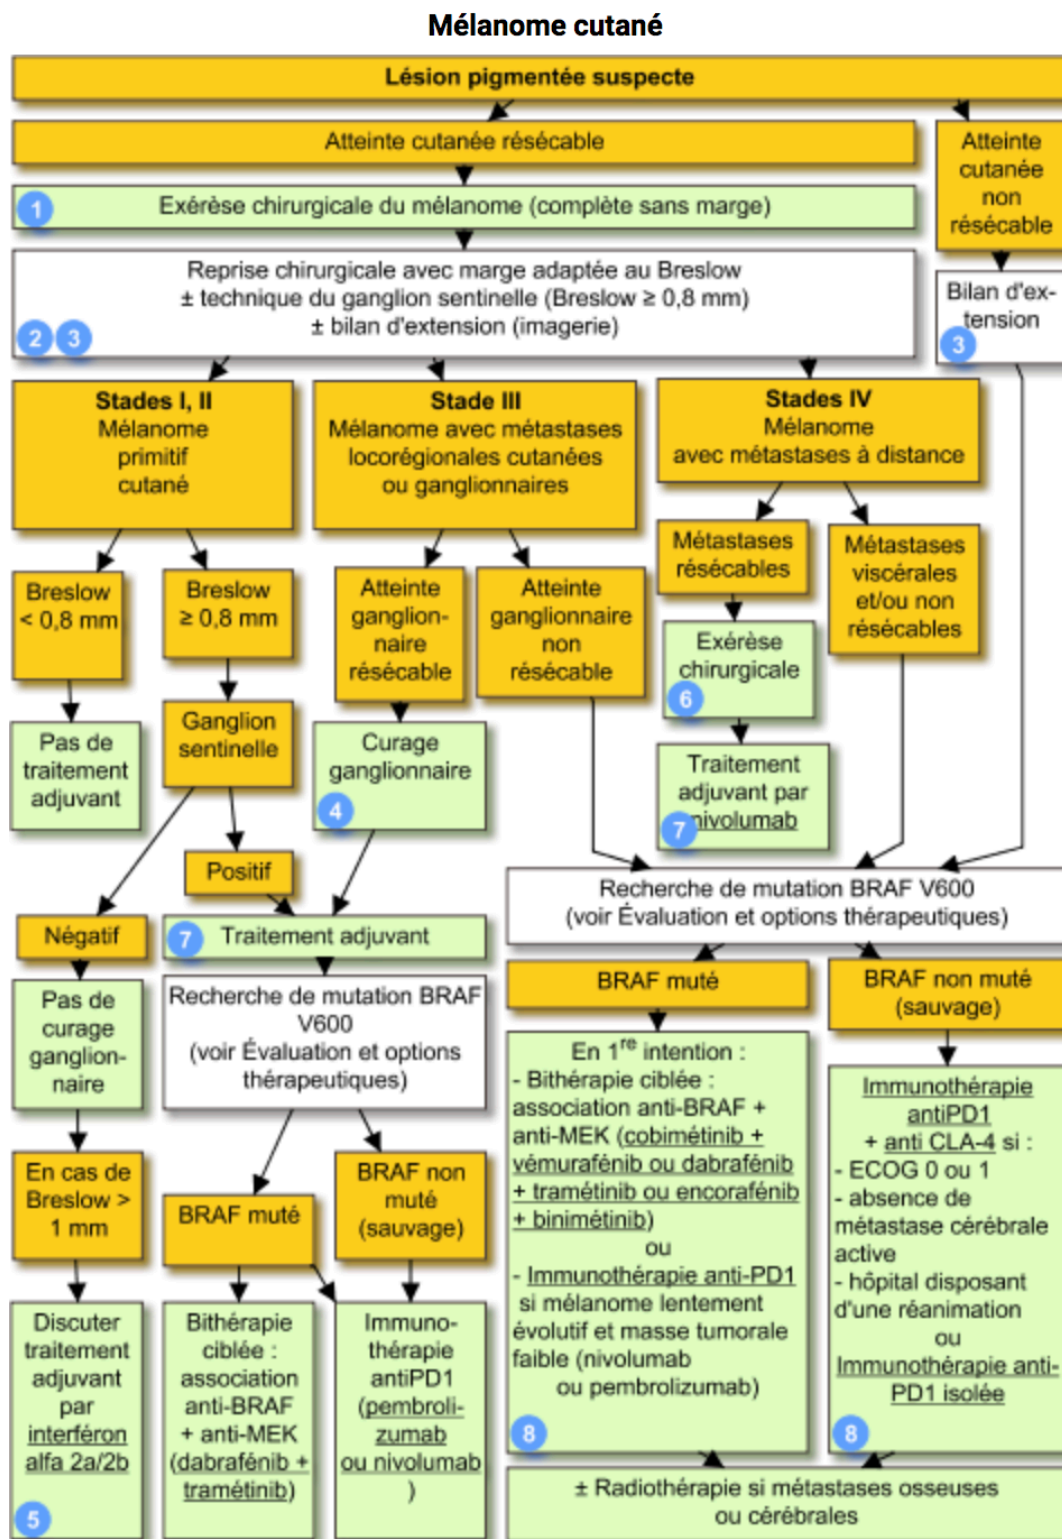 Mélanome cutané
Lésion pigmentée suspecte
Atteinte cutanée résécable
Atteinte
cutanée
non
résécable
1
Exérèse chirurgicale du mélanome (complète sans marge)
Reprise chirurgicale avec marge adaptée au Breslow
± technique du ganglion sentinelle (Breslow ≥ 0,8 mm)
± bilan d'extension (imagerie)
2 3
Bilan d'ex-
tension
3
Stades I, II
Mélanome
primitif
cutané
Stade III
Mélanome avec métastases
locorégionales cutanées
ou ganglionnaires
Stades IV
Mélanome
avec métastases à distance
Breslow
< 0,8 mm
Breslow
≥ 0,8 mm
Atteinte
ganglion-
naire
résécable
Atteinte
ganglionnaire
non
résécable
Métastases
résécables
Métastases
viscérales
et/ou non
résécables
Exérèse
chirurgicale
6
Pas de
traitement
adjuvant
Ganglion
sentinelle
Curage
ganglionnaire
4
Traitement
adjuvant par
nivolumab
7
Positif
Négatif
7
Traitement adjuvant
Recherche de mutation BRAF V600
(voir Évaluation et options thérapeutiques)
Pas de
curage
ganglion-
naire
Recherche de mutation BRAF
V600
(voir Évaluation et options
thérapeutiques)
BRAF muté
BRAF non muté
(sauvage)
En cas de
Breslow >
1 mm
BRAF muté
BRAF non
muté
(sauvage)
En 1re intention :
- Bithérapie ciblée :
association anti-BRAF +
anti-MEK (cobimétinib +
vémurafénib ou dabrafénib
+ tramétinib ou encorafénib
+ binimétinib)
ou
- Immunothérapie anti-PD1
si mélanome lentement
évolutif et masse tumorale
faible (nivolumab
ou pembrolizumab)
8
Immunothérapie
antiPD1
+ anti CLA-4 si :
- ECOG 0 ou 1
- absence de
métastase cérébrale
active
- hôpital disposant
d'une réanimation
ou
Immunothérapie anti-
PD1 isolée
8
Discuter
traitement
adjuvant
par
interféron
alfa 2a/2b
5
Bithérapie
ciblée :
association
anti-BRAF
+ anti-MEK
(dabrafénib +
tramétinib)
Immuno-
thérapie
antiPD1
(pembroli-
zumab
ou nivolumab
)
± Radiothérapie si métastases osseuses
ou cérébrales